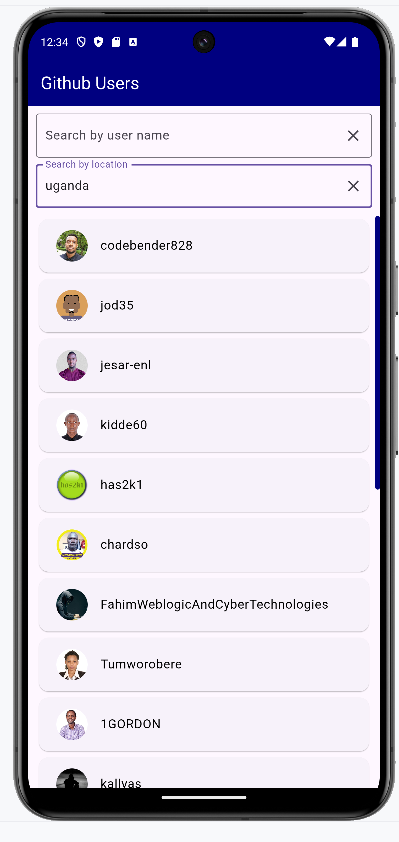 12:34
Github Users
Search by user name
Search by location
uganda
codebender828
jod35
jesar-enl
kidde60
has2k1
has2k1
chardso
FahimWeblogicAndCyberTechnologies
Tumworobere
1GORDON
kallyas